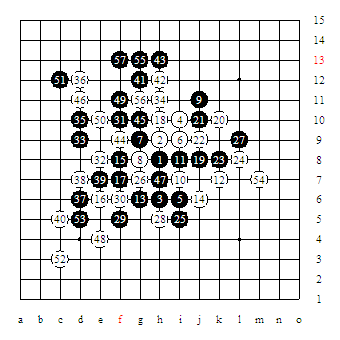 15
14
57 55 43 13
51 36 41 42 12
46 49 56 34 9 11
35 50 31 45 18 4 21 20 10
33 44 7 2 6 22 27 9
32 15 8 1 11 19 23 24 8
38 39 17 26 47 10 12 54 7
37 16 30 13 3 5 14 6
40 53 29 28 25 5
48 4
52 3
2
1
a b c d e f g h i j k l m n o